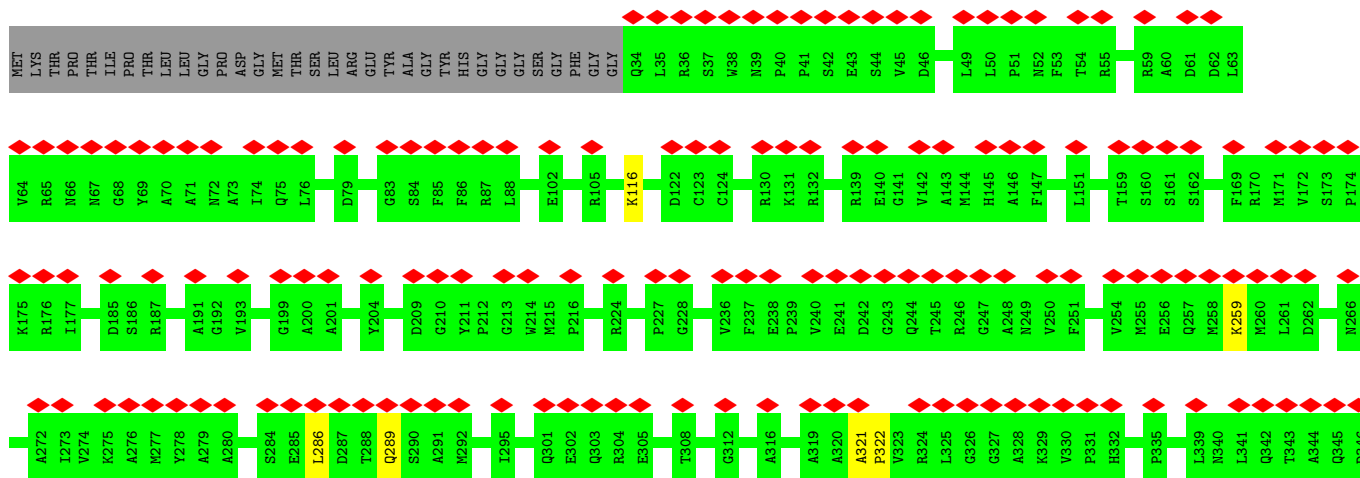 MET LYS THR PRO THR ILE PRO THR LEU LEU GLY PRO ASP GLY MET THR SER LEU ARG GLU TYR ALA GLY TYR HIS GLY GLY GLY SER GLY PHE GLY GLY Q34 L35 R36 S37 W38 N39 P40 P41 S42 E43 S44 V45 D46 L49 L50 P51 N52 F53 T54 R55 R59 A60 D61 D62 L63
V64 R65 N66 N67 G68 Y69 A70 A71 N72 A73 I74 Q75 L76 D79 G83 S84 F85 F86 R87 L88 E102 R105 K116 D122 C123 C124 R130 K131 R132 R139 E140 G141 V142 A143 M144 H145 A146 F147 L151 T159 S160 S161 S162 F169 R170 M171 V172 S173 P174
K175 R176 I177 D185 S186 R187 A191 G192 V193 G199 A200 A201 Y204 D209 G210 Y211 P212 G213 W214 M215 P216 R224 P227 G228 V236 F237 E238 P239 V240 E241 D242 G243 Q244 T245 R246 G247 A248 N249 V250 F251 V254 M255 E256 Q257 M258 K259 M260 L261 D262 N266
A272 I273 V274 K275 A276 M277 Y278 A279 A280 S284 E285 L286 D287 T288 Q289 S290 A291 M292 I295 Q301 E302 Q303 R304 E305 T308 G312 A316 A319 A320 A321 P322 V323 R324 L325 G326 G327 A328 K329 V330 P331 H332 P335 L339 N340 L341 Q342 T343 A344 Q345